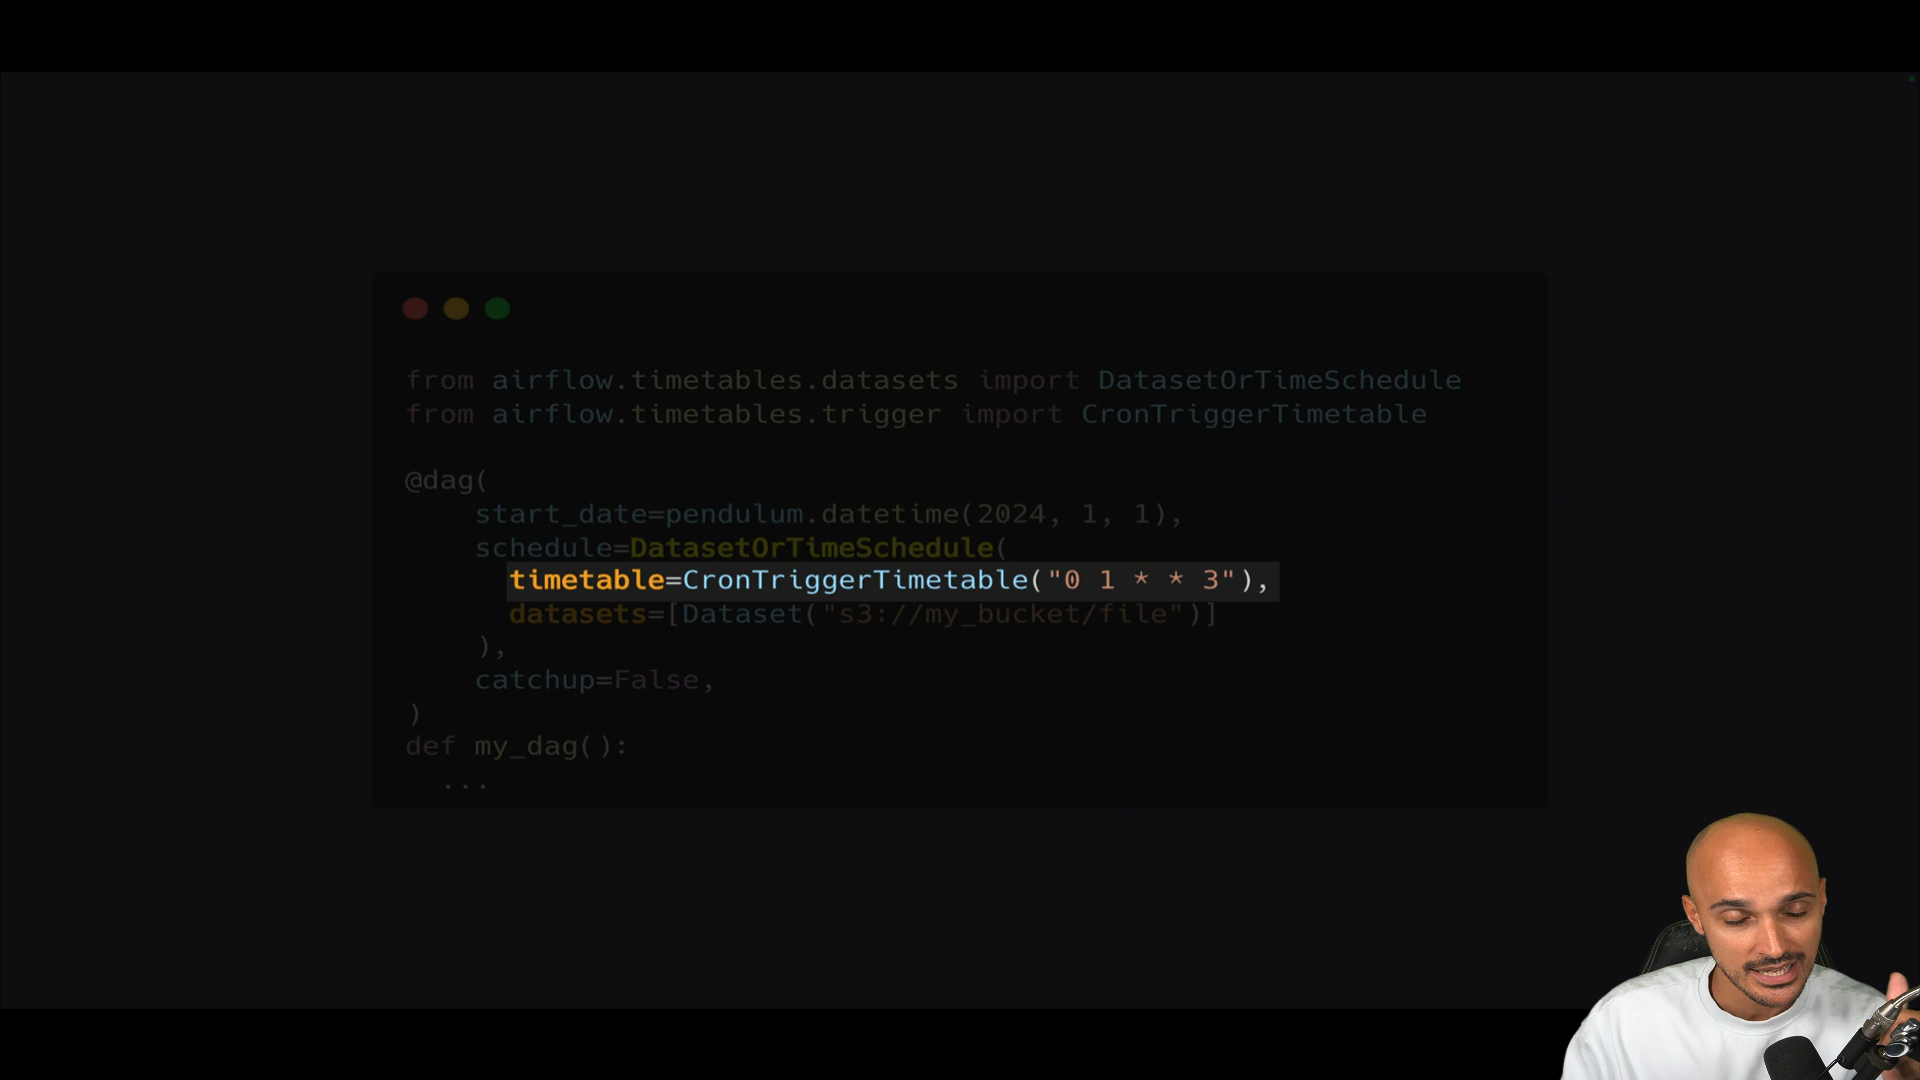 from airflow.timetables.datasets import DatasetOrTimeSchedule
from airflow.timetables.trigger import CronTriggerTimetable
@dag(
start_date=pendulum.datetime(2024, 1, 1),
schedule=DatasetOrTimeSchedule(
timetable=CronTriggerTimetable("0 1 * * 3"),
datasets=[Dataset("s3://my_bucket/file")]
),
catchup=False,
)
def my_dag():
...